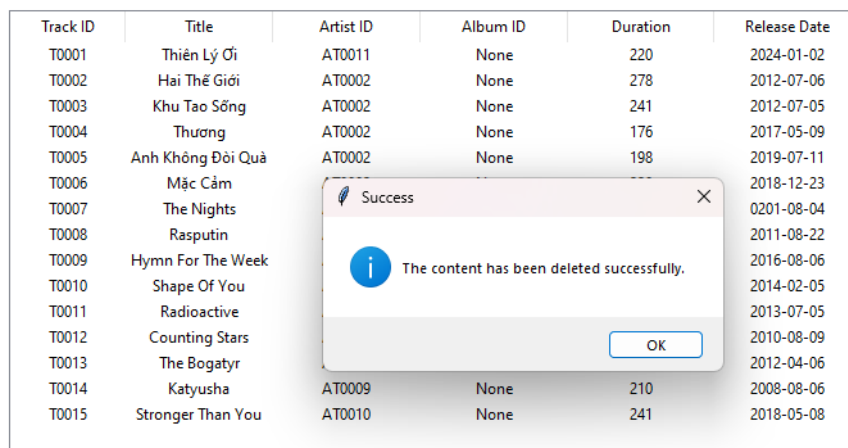 Track ID Title Artist ID Album ID Duration Release Date
T0001 Thiên Lý Ơi AT0011 None 220 2024-01-02
T0002 Hai Thế Giới AT0002 None 278 2012-07-06
T0003 Khu Tao Sống AT0002 None 241 2012-07-05
T0004 Thương AT0002 None 176 2017-05-09
T0005 Anh Không Đòi Quà AT0002 None 198 2019-07-11
T0006 Mặc Cảm 2018-12-23
T0007 The Nights 0201-08-04
T0008 Rasputin 2011-08-22
T0009 Hymn For The Week 2016-08-06
T0010 Shape Of You 2014-02-05
T0011 Radioactive 2013-07-05
T0012 Counting Stars 2010-08-09
T0013 The Bogatyr 2012-04-06
T0014 Katyusha AT0009 None 210 2008-08-06
T0015 Stronger Than You AT0010 None 241 2018-05-08
Success
The content has been deleted successfully.
OK